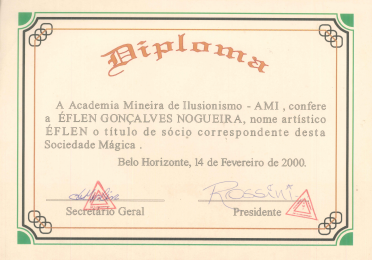 Diploma
A Academia Mineira de Ilusionismo - AMI , confere
a ÉFLEN GONÇALVES NOGUEIRA, nome artístico
ÉFLEN o título de sócio correspondente desta
Sociedade Mágica .
Belo Horizonte, 14 de Fevereiro de 2000.
Rossini
Secretário Geral
Presidente